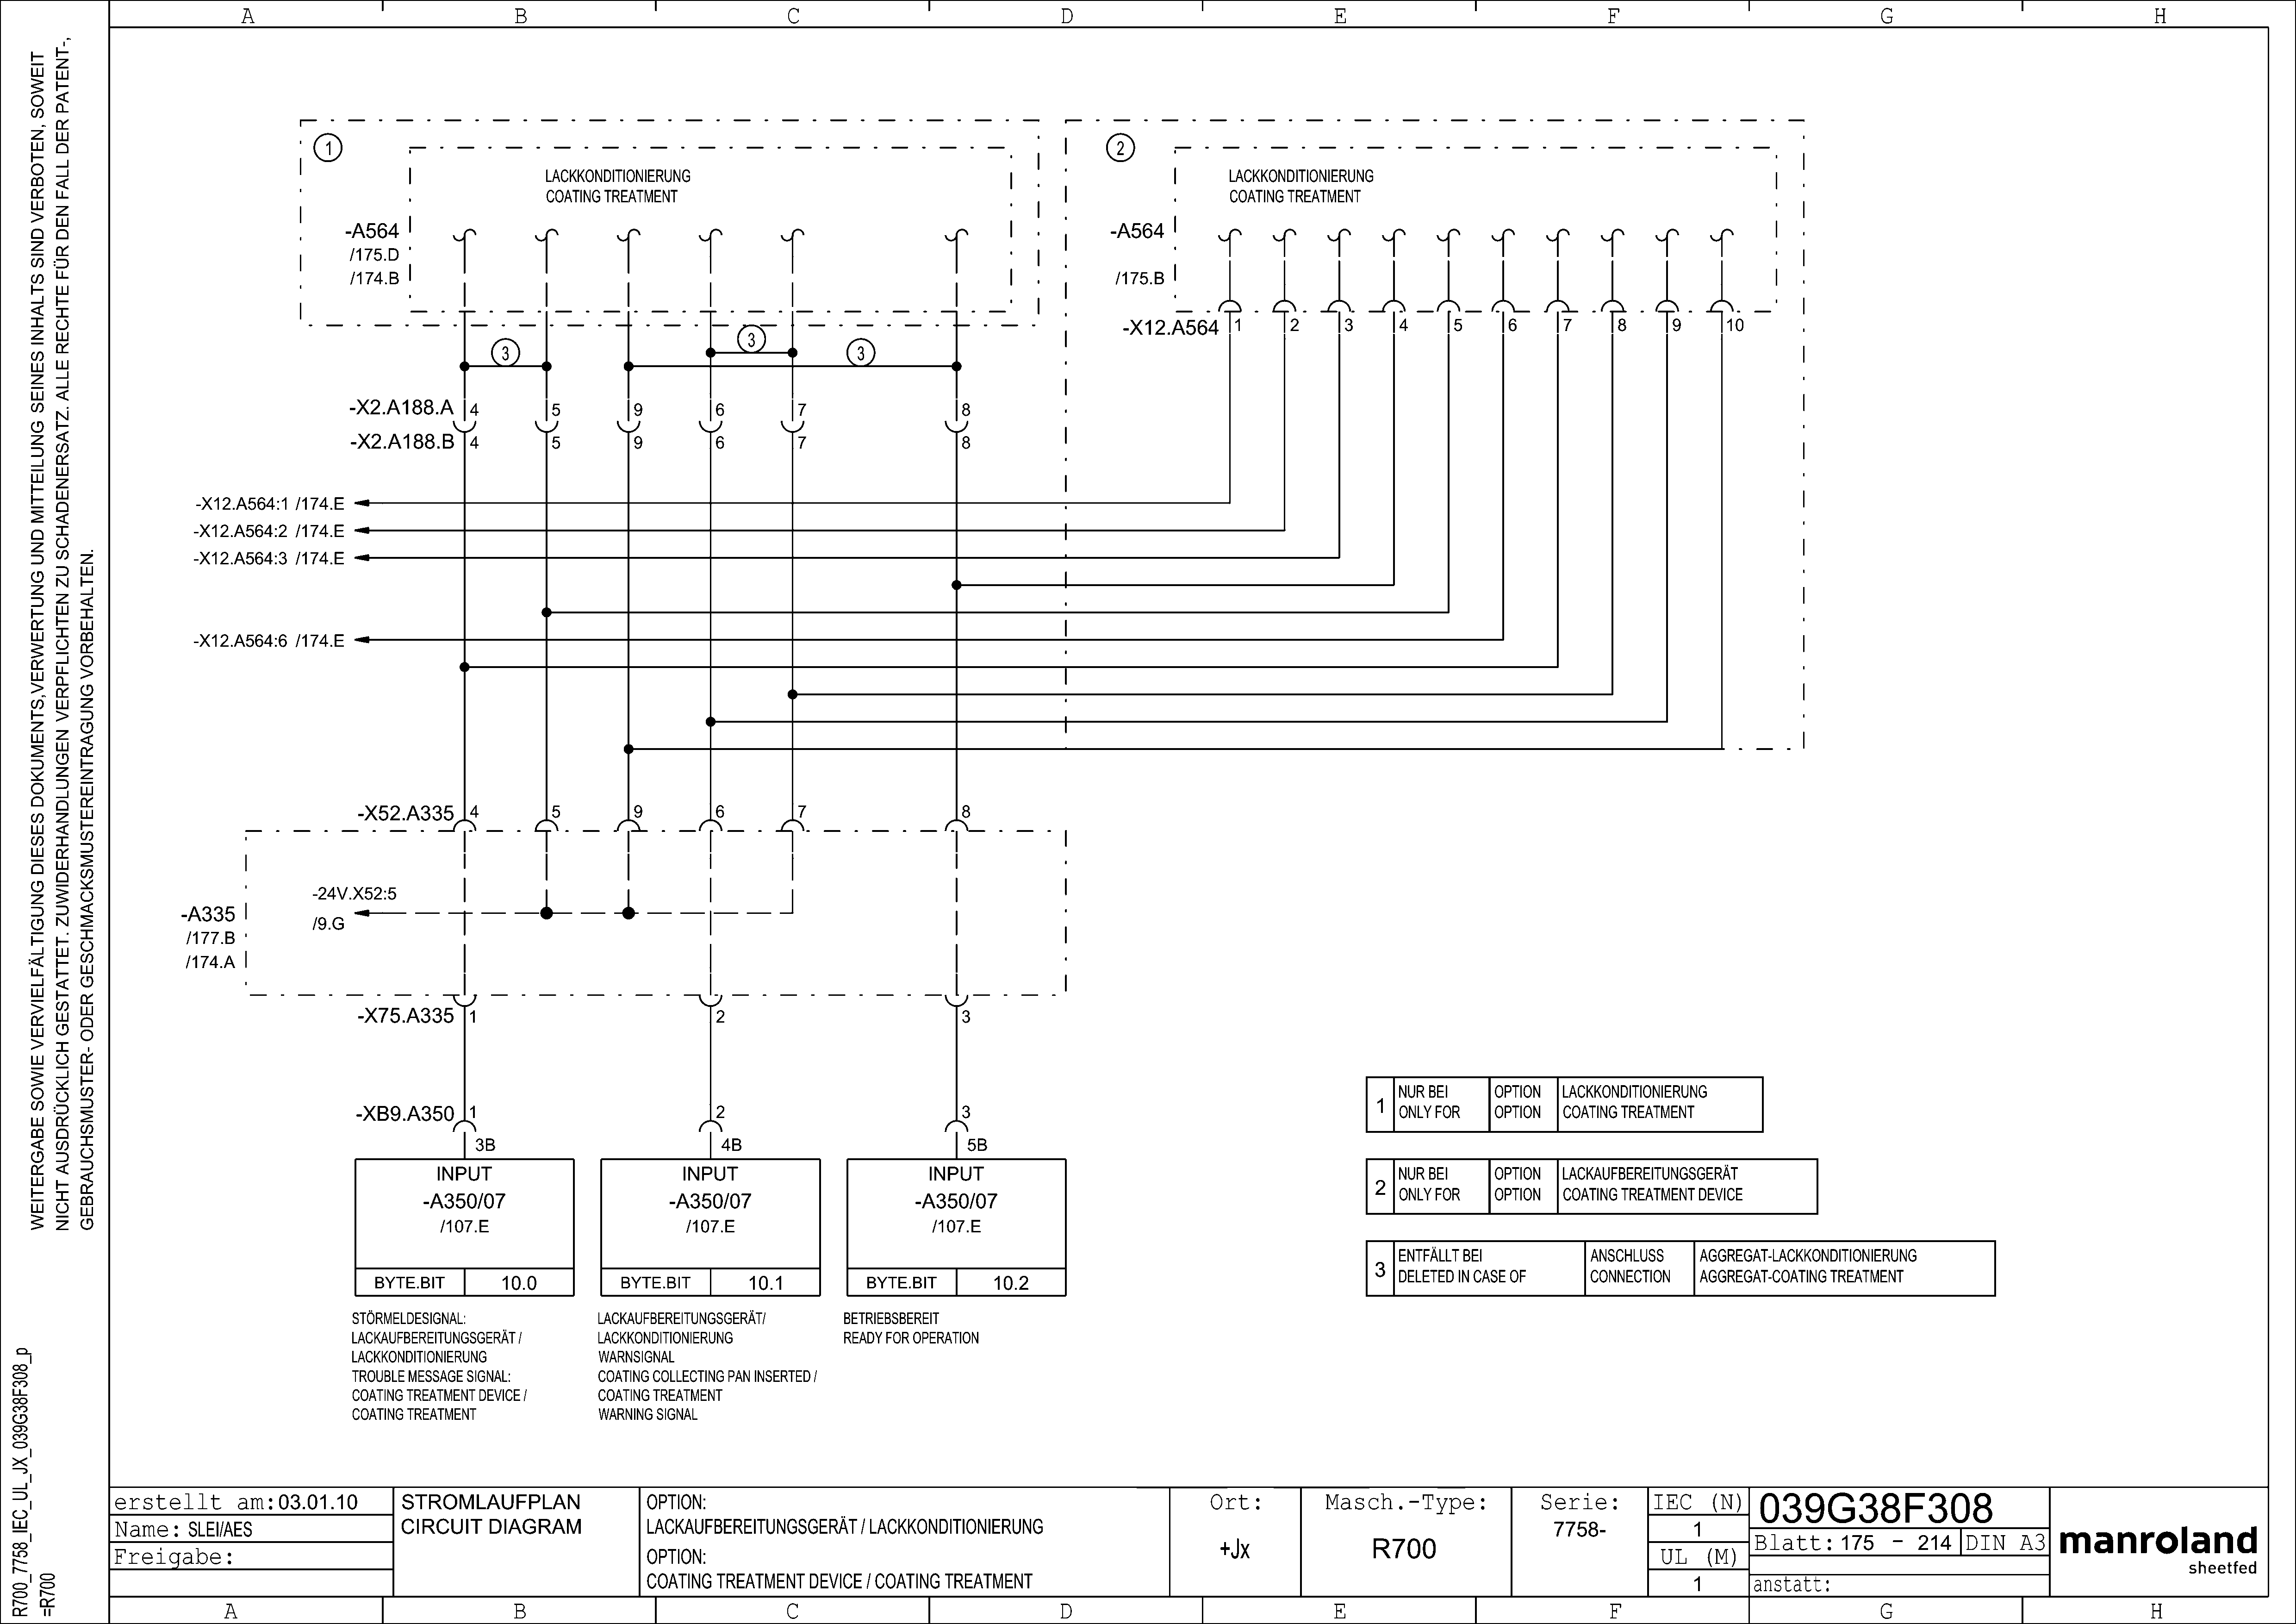 A B C D E F G H
WEITERGABE SOWIE VERVIELFÄLTIGUNG DIESES DOKUMENTS,VERWERTUNG UND MITTEILUNG SEINES INHALTS SIND VERBOTEN, SOWEIT
NICHT AUSDRÜCKLICH GESTATTET. ZUWIDERHANDLUNGEN VERPFLICHTEN ZU SCHADENERSATZ. ALLE RECHTE FÜR DEN FALL DER PATENT-,
GEBRAUCHSMUSTER- ODER GESCHMACKSMUSTEREINTRAGUNG VORBEHALTEN.
R700_7758_IEC_UL_JX_039G38F308_p
=R700
1
LACKKONDITIONIERUNG
COATING TREATMENT
-A564
/175.D
/174.B
2
LACKKONDITIONIERUNG
COATING TREATMENT
-A564
/175.B
-X12.A564 1 2 3 4 5 6 7 8 9 10
3 3 3
-X2.A188.A 4 5 9 6 7 8
-X2.A188.B 4 5 9 6 7 8
-X12.A564:1 /174.E
-X12.A564:2 /174.E
-X12.A564:3 /174.E
-X12.A564:6 /174.E
-X52.A335 4 5 9 6 7 8
-24V.X52:5
/9.G
-A335
/177.B
/174.A
-X75.A335 1 2 3
-XB9.A350 1 2 3
3B 4B 5B
INPUT INPUT INPUT
-A350/07 -A350/07 -A350/07
/107.E /107.E /107.E
BYTE.BIT 10.0 BYTE.BIT 10.1 BYTE.BIT 10.2
STÖRMELDESIGNAL:
LACKAUFBEREITUNGSGERÄT /
LACKKONDITIONIERUNG
TROUBLE MESSAGE SIGNAL:
COATING TREATMENT DEVICE /
COATING TREATMENT
LACKAUFBEREITUNGSGERÄT/
LACKKONDITIONIERUNG
WARNSIGNAL
COATING COLLECTING PAN INSERTED /
COATING TREATMENT
WARNING SIGNAL
BETRIEBSBEREIT
READY FOR OPERATION
1 NUR BEI OPTION LACKKONDITIONIERUNG
ONLY FOR OPTION COATING TREATMENT
2 NUR BEI OPTION LACKAUFBEREITUNGSGERÄT
ONLY FOR OPTION COATING TREATMENT DEVICE
3 ENTFÄLLT BEI ANSCHLUSS AGGREGAT-LACKKONDITIONIERUNG
DELETED IN CASE OF CONNECTION AGGREGAT-COATING TREATMENT
erstellt am: 03.01.10
Name: SLEI/AES
Freigabe:
STROMLAUFPLAN
CIRCUIT DIAGRAM
OPTION:
LACKAUFBEREITUNGSGERÄT / LACKKONDITIONIERUNG
OPTION:
COATING TREATMENT DEVICE / COATING TREATMENT
Ort:
+Jx
Masch.-Type:
R700
Serie:
7758-
IEC (N)
1
UL (M)
1
039G38F308
Blatt: 175 - 214 DIN A3
anstatt:
manroland
sheetfed
A B C D E F G H